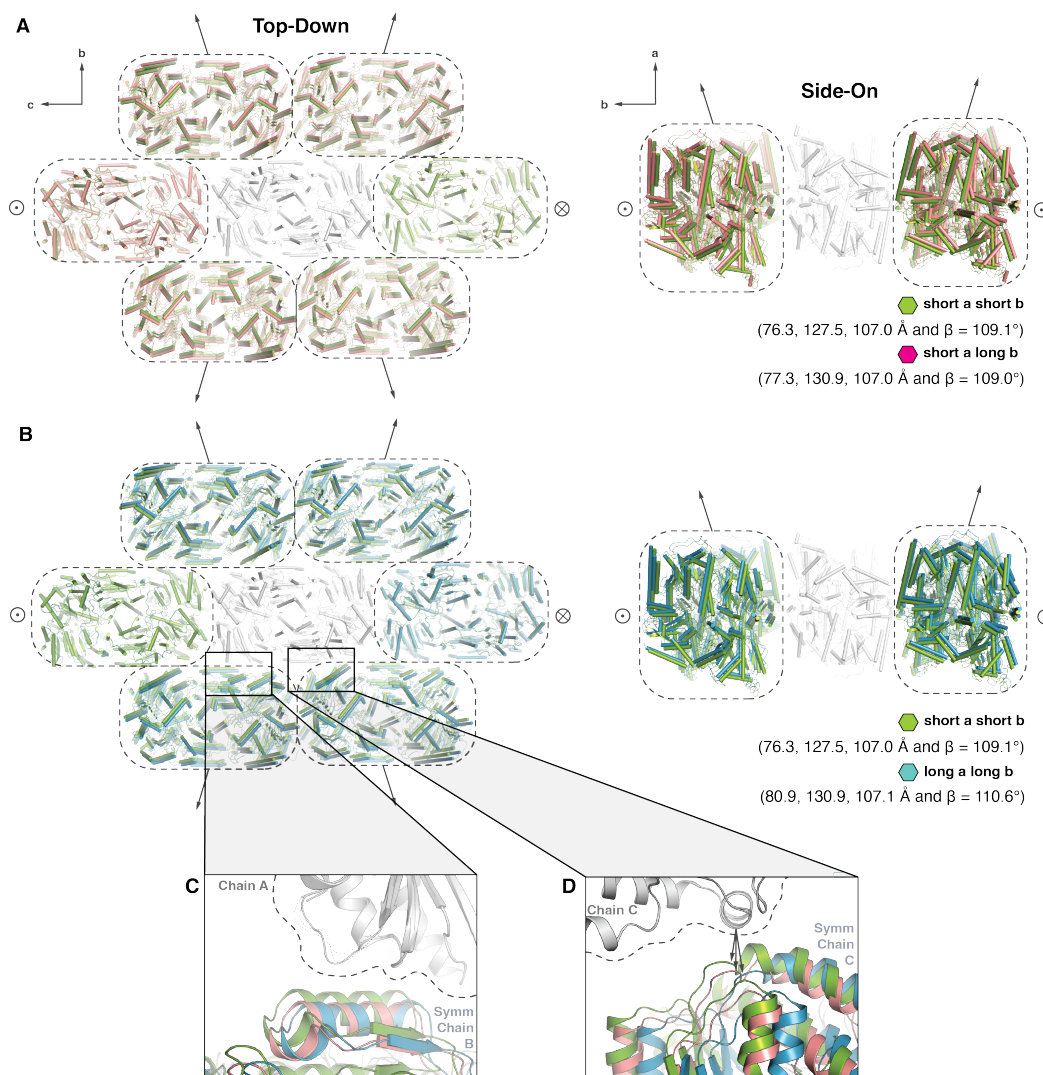 A
Top-Down
b
c
Side-On
a
b
short a short b
(76.3, 127.5, 107.0 Å and β = 109.1°)
short a long b
(77.3, 130.9, 107.0 Å and β = 109.0°)
B
short a short b
(76.3, 127.5, 107.0 Å and β = 109.1°)
long a long b
(80.9, 130.9, 107.1 Å and β = 110.6°)
C
Chain A
Symm
Chain
B
D
Chain C
Symm
Chain
C